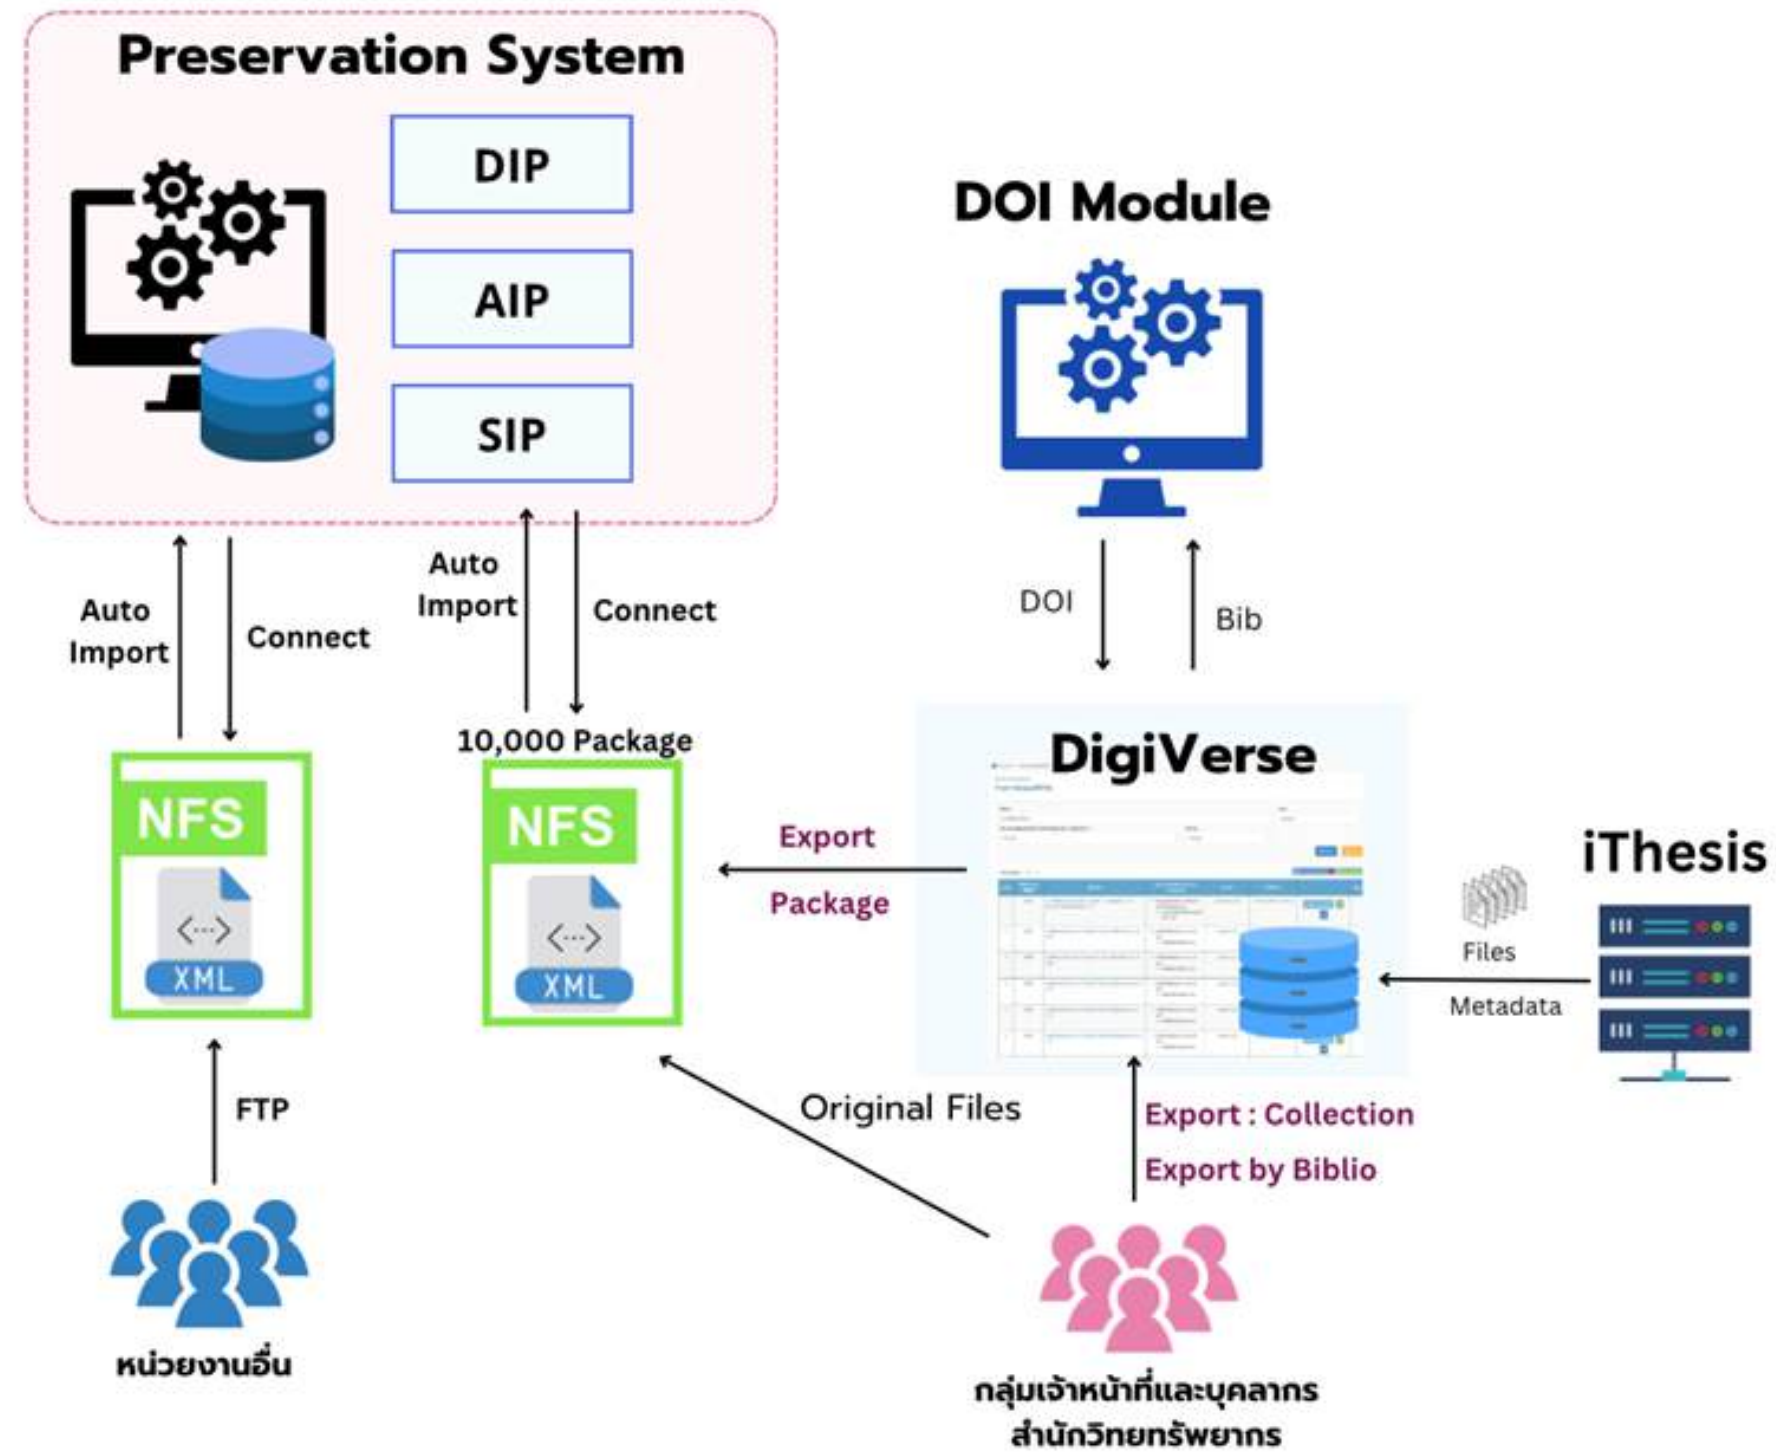 Preservation System
DIP
AIP
SIP
DOI Module
Auto
Import
Connect
Auto
Import
Connect
DOI
Bib
10,000 Package
NFS
XML
NFS
XML
Export
Package
DigiVerse
iThesis
Files
Metadata
FTP
Original Files
Export : Collection
Export by Biblio
หน่วยงานอื่น
กลุ่มเจ้าหน้าที่และบุคลากร
สำนักวิทยทรัพยากร